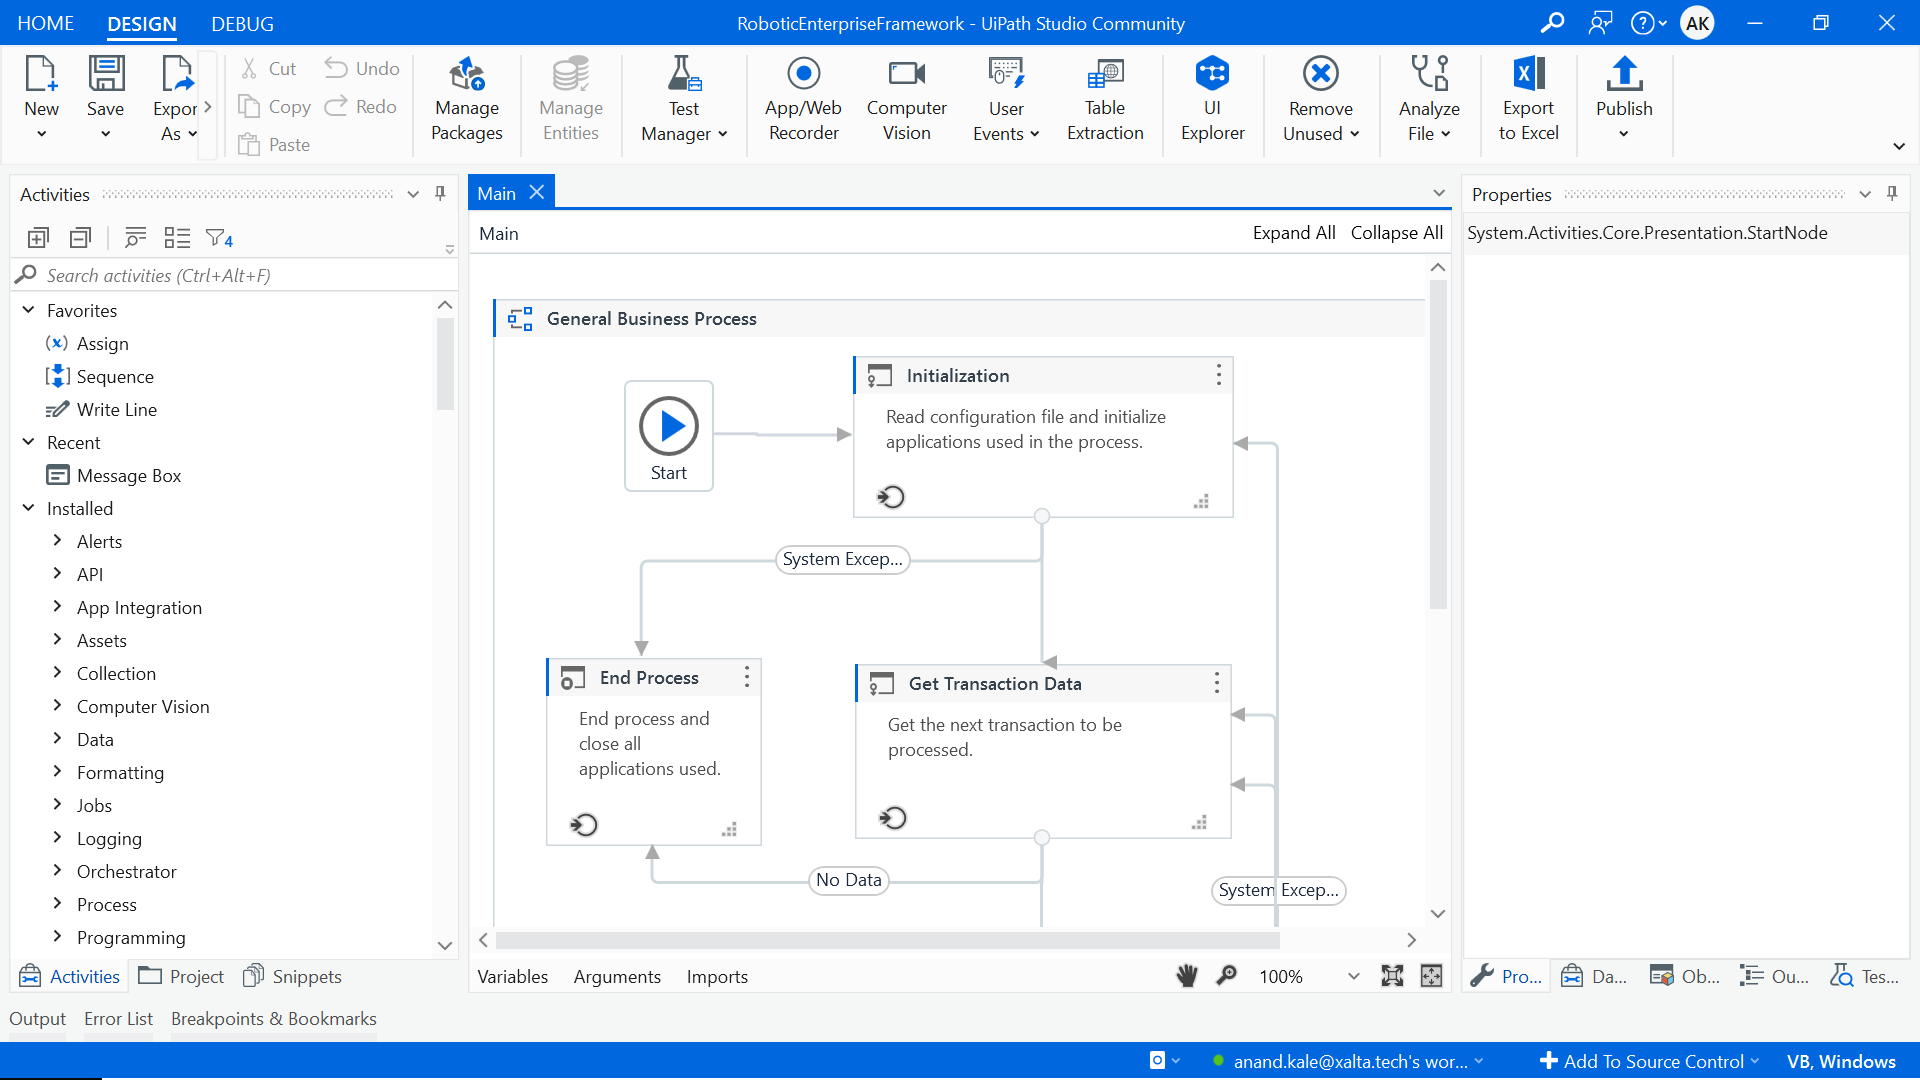 HOME DESIGN DEBUG
RoboticEnterpriseFramework - UiPath Studio Community
AK
New
Save
Expor
As
Cut
Copy
Paste
Undo
Redo
Manage
Packages
Manage
Entities
Test
Manager
App/Web
Recorder
Computer
Vision
User
Events
Table
Extraction
UI
Explorer
Remove
Unused
Analyze
File
Export
to Excel
Publish
Activities
4
Search activities (Ctrl+Alt+F)
Favorites
Assign
Sequence
Write Line
Recent
Message Box
Installed
Alerts
API
App Integration
Assets
Collection
Computer Vision
Data
Formatting
Jobs
Logging
Orchestrator
Process
Programming
Activities Project Snippets
Main
Main
Expand All Collapse All
General Business Process
Start
Initialization
Read configuration file and initialize
applications used in the process.
System Excep...
End Process
End process and
close all
applications used.
Get Transaction Data
Get the next transaction to be
processed.
No Data
System Excep...
Variables Arguments Imports
100%
Properties
System.Activities.Core.Presentation.StartNode
Pro... Da... Ob... Ou... Tes...
Output Error List Breakpoints & Bookmarks
anand.kale@xalta.tech's wor... Add To Source Control VB, Windows